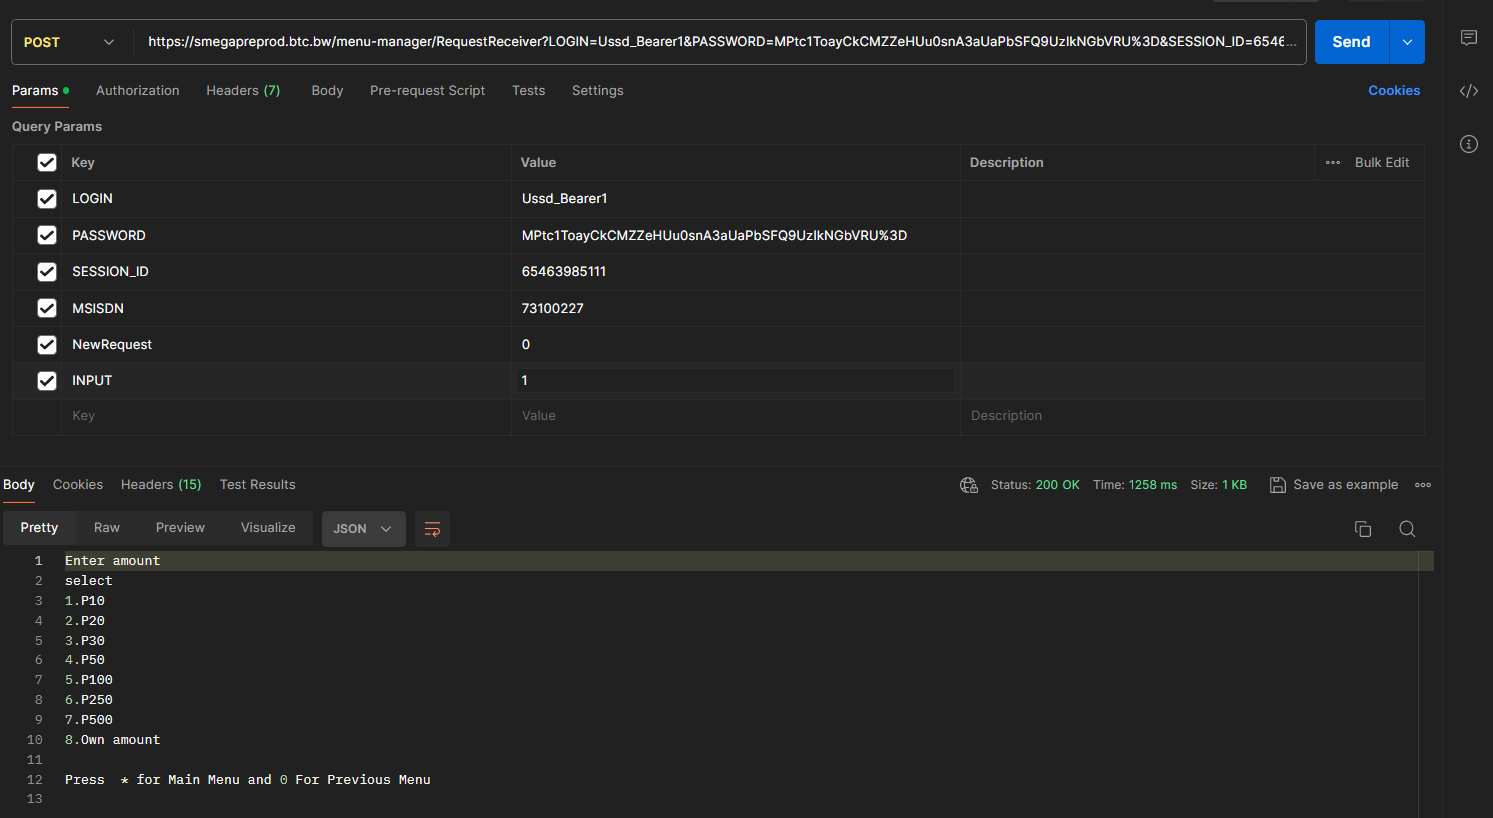 POST https://smegapreprod.btc.bw/menu-manager/RequestReceiver?LOGIN=Ussd_Bearer1&PASSWORD=MPtc1ToayCkCMZZeHUu0snA3aUaPbSFQ9UzIkNGbVRU%3D&SESSION_ID=6546... Send
Params Authorization Headers (7) Body Pre-request Script Tests Settings Cookies
Query Params
Key Value Description Bulk Edit
LOGIN Ussd_Bearer1
PASSWORD MPtc1ToayCkCMZZeHUu0snA3aUaPbSFQ9UzIkNGbVRU%3D
SESSION_ID 65463985111
MSISDN 73100227
NewRequest 0
INPUT 1
Key Value Description
Body Cookies Headers (15) Test Results Status: 200 OK Time: 1258 ms Size: 1 KB Save as example
Pretty Raw Preview Visualize JSON
1 Enter amount
2 select
3 1.P10
4 2.P20
5 3.P30
6 4.P50
7 5.P100
8 6.P250
9 7.P500
10 8.Own amount
11
12 Press  * for Main Menu and 0 For Previous Menu
13